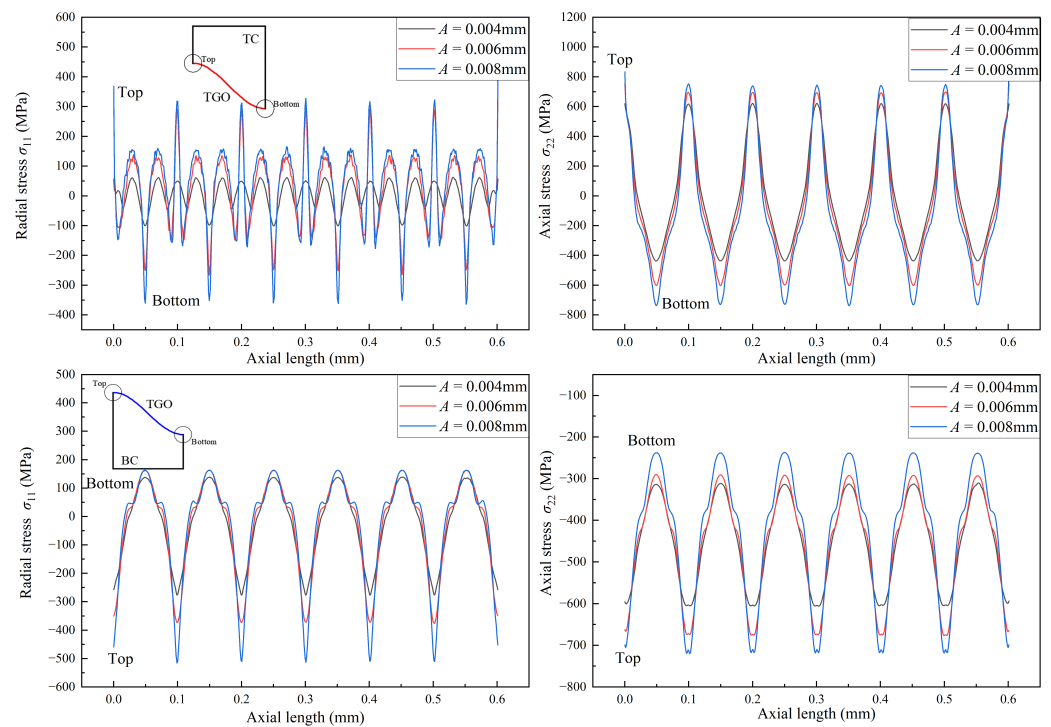 600
500
400
300
200
100
0
−100
−200
−300
−400
Radial stress σ11 (MPa)
0.0 0.1 0.2 0.3 0.4 0.5 0.6
Axial length (mm)
A = 0.004mm
A = 0.006mm
A = 0.008mm
TC
Top
TGO
Bottom
Top
Bottom
1200
1000
800
600
400
200
0
−200
−400
−600
−800
Axial stress σ22 (MPa)
0.0 0.1 0.2 0.3 0.4 0.5 0.6
Axial length (mm)
A = 0.004mm
A = 0.006mm
A = 0.008mm
Top
Bottom
500
400
300
200
100
0
−100
−200
−300
−400
−500
−600
Radial stress σ11 (MPa)
0.0 0.1 0.2 0.3 0.4 0.5 0.6
Axial length (mm)
A = 0.004mm
A = 0.006mm
A = 0.008mm
Top
TGO
Bottom
BC
Bottom
Top
−100
−200
−300
−400
−500
−600
−700
−800
Axial stress σ22 (MPa)
0.0 0.1 0.2 0.3 0.4 0.5 0.6
Axial length (mm)
A = 0.004mm
A = 0.006mm
A = 0.008mm
Bottom
Top